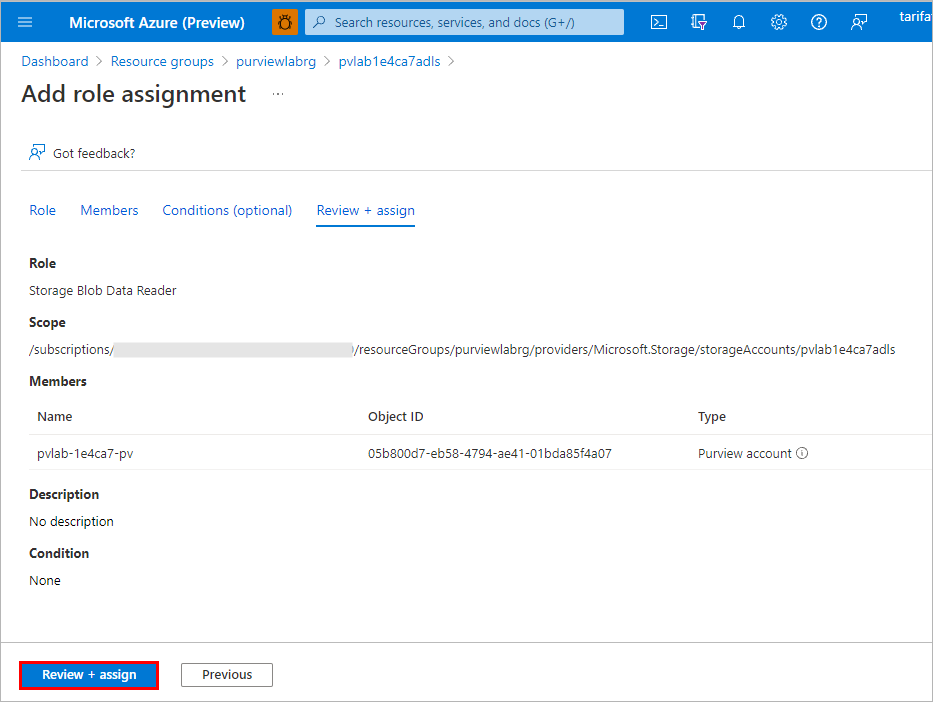 Microsoft Azure (Preview)
Search resources, services, and docs (G+/)
tarifa
Dashboard > Resource groups > purviewlabrg > pvlab1e4ca7adls >
Add role assignment ...
Got feedback?
Role Members Conditions (optional) Review + assign
Role
Storage Blob Data Reader
Scope
/subscriptions/ /resourceGroups/purviewlabrg/providers/Microsoft.Storage/storageAccounts/pvlab1e4ca7adls
Members
Name Object ID Type
pvlab-1e4ca7-pv 05b800d7-eb58-4794-ae41-01bda85f4a07 Purview account
Description
No description
Condition
None
Review + assign Previous